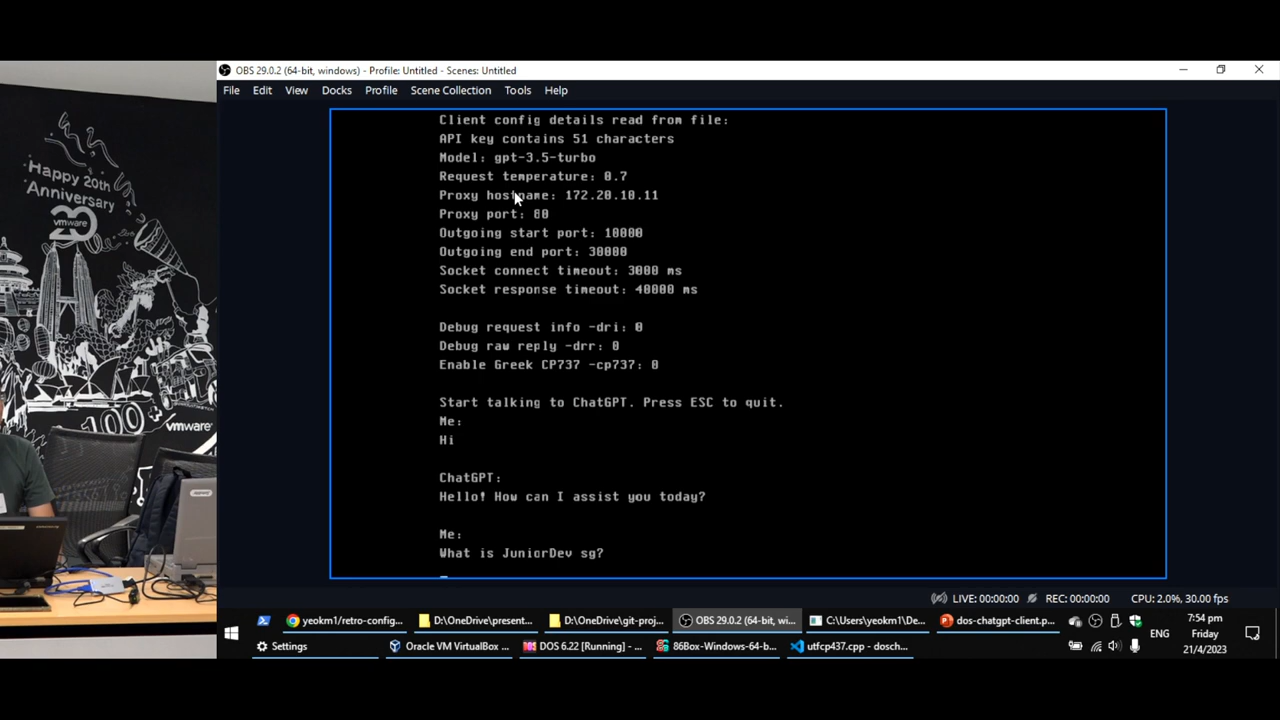 Happy 20th
Anniversary
20
vmware
100+
vmware
OBS 29.0.2 (64-bit, windows) - Profile: Untitled - Scenes: Untitled
File Edit View Docks Profile Scene Collection Tools Help
Client config details read from file:
API key contains 51 characters
Model: gpt-3.5-turbo
Request temperature: 0.7
Proxy hostname: 172.20.10.11
Proxy port: 80
Outgoing start port: 10000
Outgoing end port: 30000
Socket connect timeout: 3000 ms
Socket response timeout: 40000 ms
Debug request info -dri: 0
Debug raw reply -drr: 0
Enable Greek CP737 -cp737: 0
Start talking to ChatGPT. Press ESC to quit.
Me:
Hi
ChatGPT:
Hello! How can I assist you today?
Me:
What is JuniorDev sg?
LIVE: 00:00:00 REC: 00:00:00 CPU: 2.0%, 30.00 fps
yeokm1/retro-config... D:\OneDrive\present... D:\OneDrive\git-proj... OBS 29.0.2 (64-bit, wi... C:\Users\yeokm1\De... dos-chatgpt-client.p... ENG
Settings Oracle VM VirtualBox ... DOS 6.22 [Running] - ... 86Box-Windows-64-b... utfcp437.cpp - dosch...
7:54 pm
Friday
21/4/2023